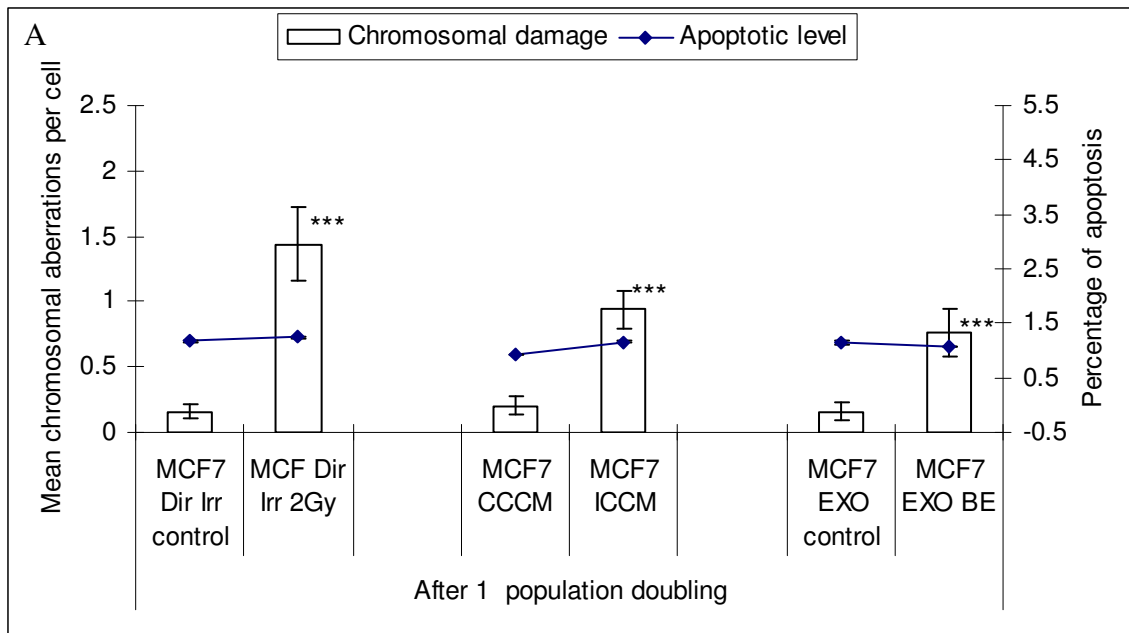 A
Chromosomal damage
Apoptotic level
Mean chromosomal aberrations per cell
2.5
2
1.5
1
0.5
0
5.5
4.5
3.5
2.5
1.5
0.5
-0.5
Percentage of apoptosis
***
***
***
MCF7
Dir Irr
control
MCF Dir
Irr 2Gy
MCF7
CCCM
MCF7
ICCM
MCF7
EXO
control
MCF7
EXO BE
After 1 population doubling